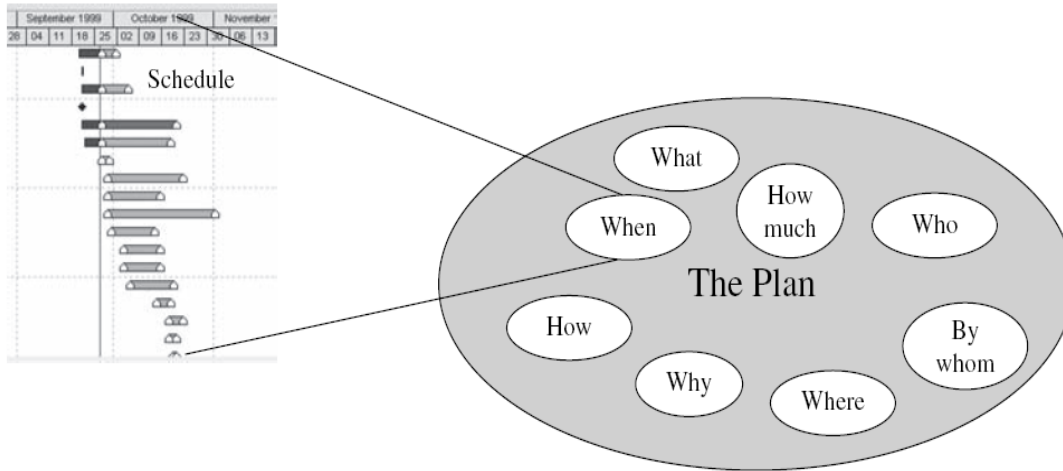 September 1999 October 1999 November
28 04 11 18 25 02 09 16 23 30 06 13
Schedule
What
How
much
When
Who
The Plan
How
By
whom
Why
Where